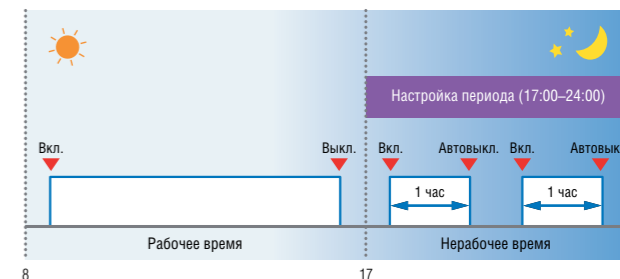 Настройка периода (17:00–24:00)
Вкл. Выкл. Вкл. Автовыкл. Вкл. Автовык
1 час 1 час
Рабочее время Нерабочее время
8 17